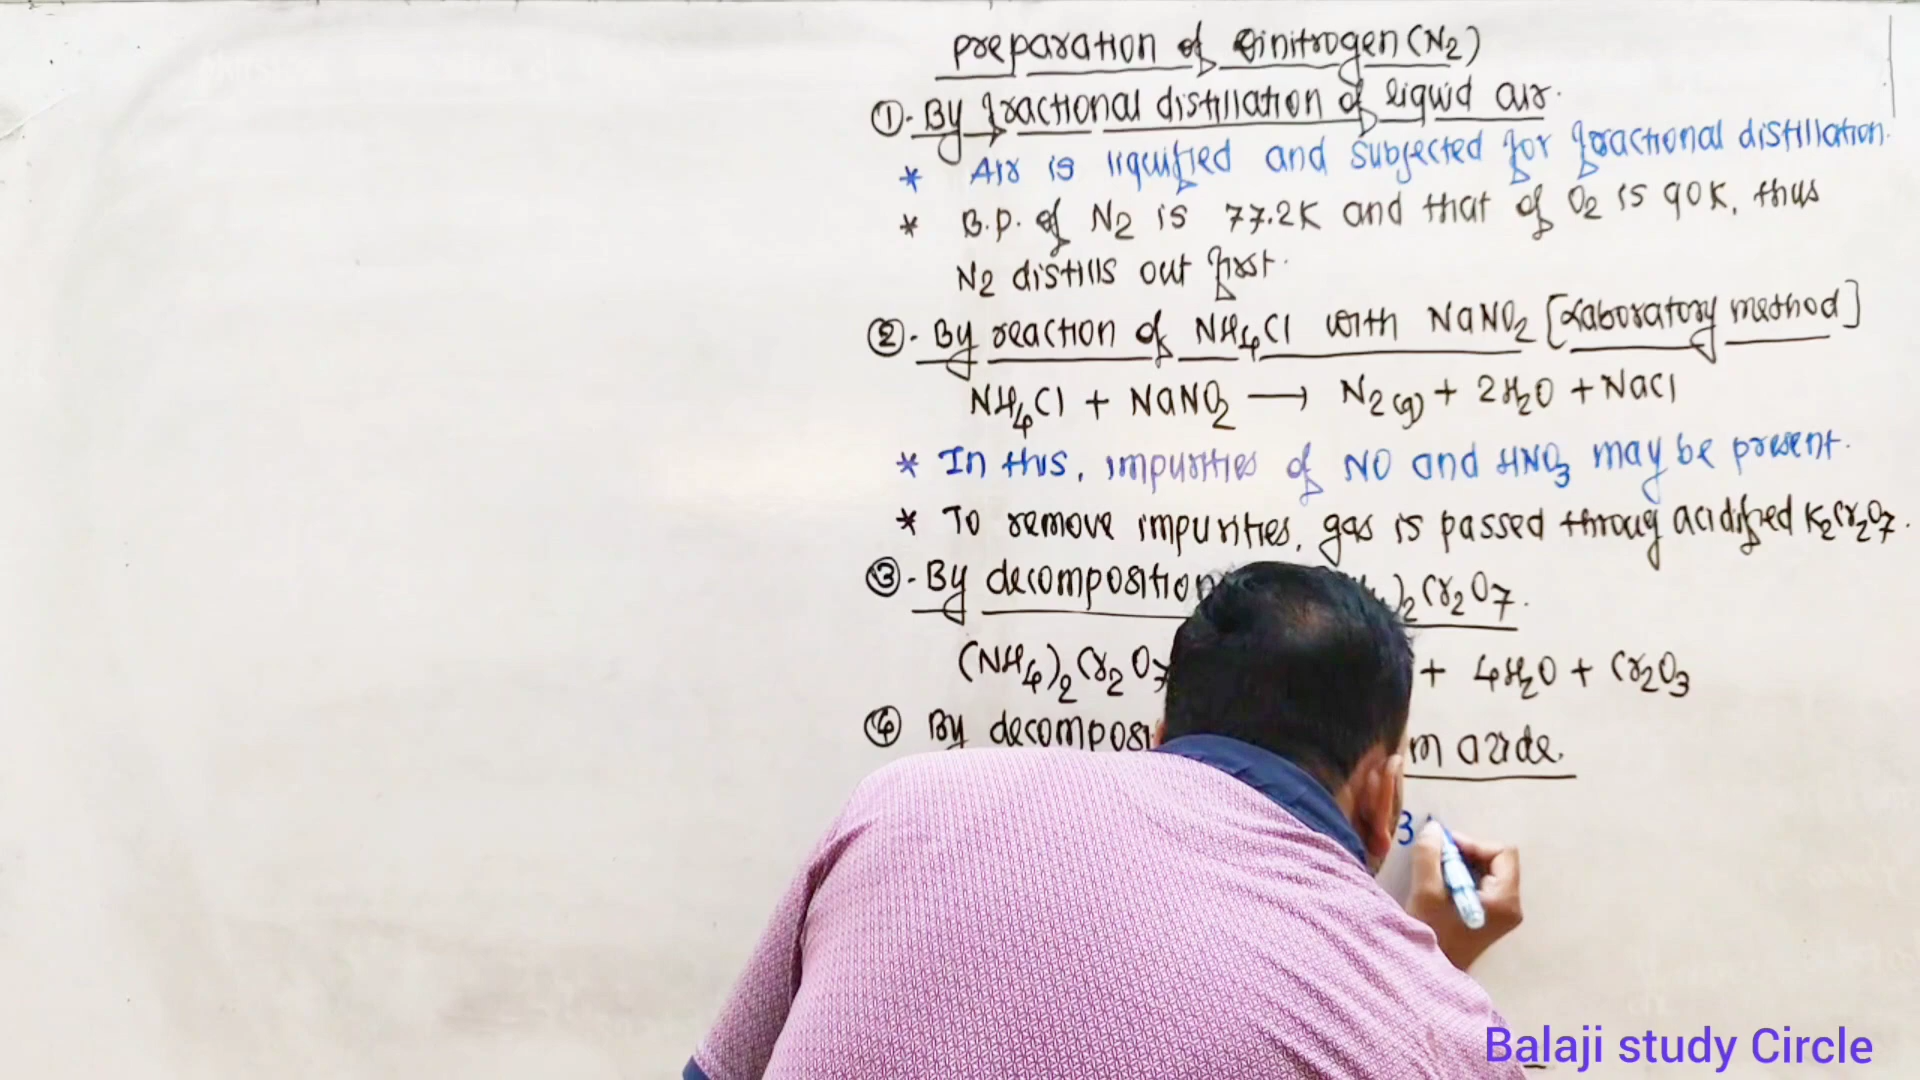 Preparation of Dinitrogen (N2)
①. By fractional distillation of liquid air.
* Air is liquified and subjected for fractional distillation.
* B.P. of N2 is 77.2K and that of O2 is 90K, thus
N2 distills out first.
②. By reaction of NH4Cl with NaNO2 [Laboratory method]
NH4Cl + NaNO2 → N2(g) + 2H2O + NaCl
* In this, impurities of NO and HNO3 may be present.
* To remove impurities, gas is passed throug acidified K2Cr2O7.
③. By decomposition )2Cr2O7.
(NH4)2Cr2O7 + 4H2O + Cr2O3
④ By decomposi m azide.
3
Balaji study Circle